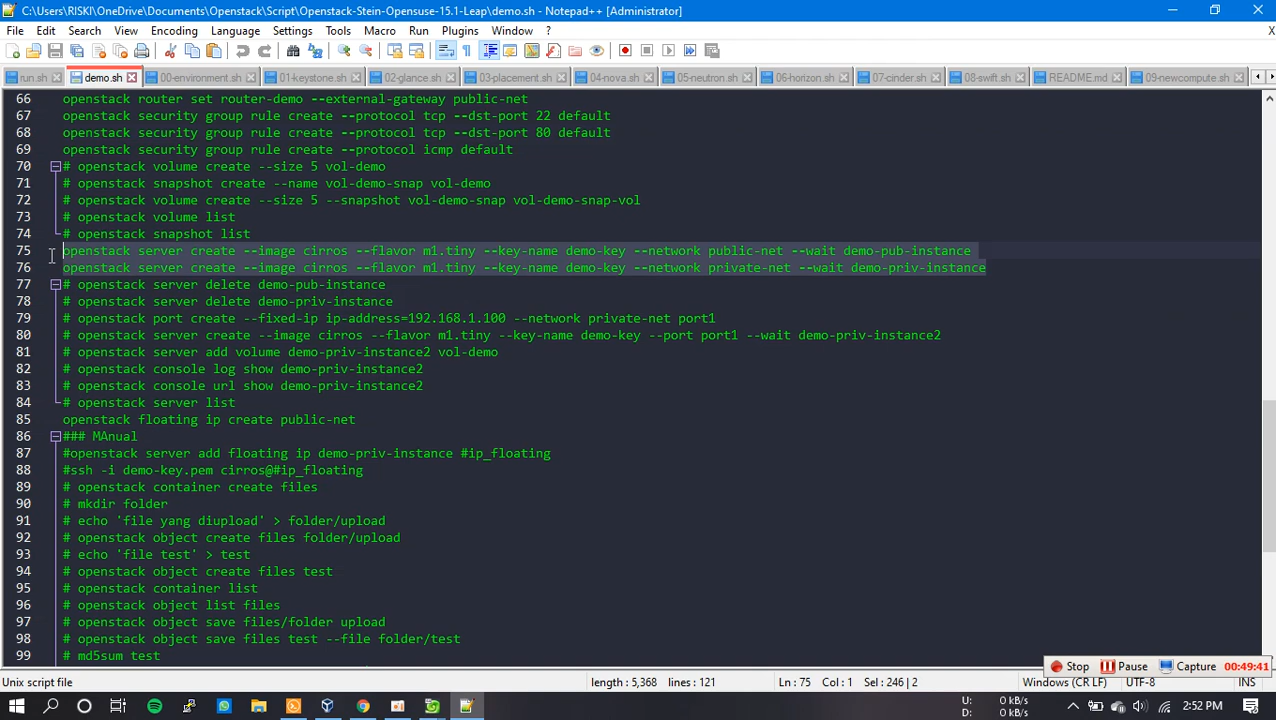 C:\Users\RISKI\OneDrive\Documents\Openstack\Script\Openstack-Stein-Opensuse-15.1-Leap\demo.sh - Notepad++ [Administrator]
File Edit Search View Encoding Language Settings Tools Macro Run Plugins Window ?
run.sh demo.sh 00-environment.sh 01-keystone.sh 02-glance.sh 03-placement.sh 04-nova.sh 05-neutron.sh 06-horizon.sh 07-cinder.sh 08-swift.sh README.md 09-newcompute.sh
66 openstack router set router-demo --external-gateway public-net
67 openstack security group rule create --protocol tcp --dst-port 22 default
68 openstack security group rule create --protocol tcp --dst-port 80 default
69 openstack security group rule create --protocol icmp default
70 # openstack volume create --size 5 vol-demo
71 # openstack snapshot create --name vol-demo-snap vol-demo
72 # openstack volume create --size 5 --snapshot vol-demo-snap vol-demo-snap-vol
73 # openstack volume list
74 # openstack snapshot list
75 openstack server create --image cirros --flavor m1.tiny --key-name demo-key --network public-net --wait demo-pub-instance
76 openstack server create --image cirros --flavor m1.tiny --key-name demo-key --network private-net --wait demo-priv-instance
77 # openstack server delete demo-pub-instance
78 # openstack server delete demo-priv-instance
79 # openstack port create --fixed-ip ip-address=192.168.1.100 --network private-net port1
80 # openstack server create --image cirros --flavor m1.tiny --key-name demo-key --port port1 --wait demo-priv-instance2
81 # openstack server add volume demo-priv-instance2 vol-demo
82 # openstack console log show demo-priv-instance2
83 # openstack console url show demo-priv-instance2
84 # openstack server list
85 openstack floating ip create public-net
86 ### MAnual
87 #openstack server add floating ip demo-priv-instance #ip_floating
88 #ssh -i demo-key.pem cirros@#ip_floating
89 # openstack container create files
90 # mkdir folder
91 # echo 'file yang diupload' > folder/upload
92 # openstack object create files folder/upload
93 # echo 'file test' > test
94 # openstack object create files test
95 # openstack container list
96 # openstack object list files
97 # openstack object save files/folder upload
98 # openstack object save files test --file folder/test
99 # md5sum test
Stop Pause Capture 00:49:41
Unix script file length : 5,368 lines : 121 Ln : 75 Col : 1 Sel : 246 | 2 Windows (CR LF) UTF-8 INS
U: 0 kB/s
D: 0 kB/s
2:52 PM